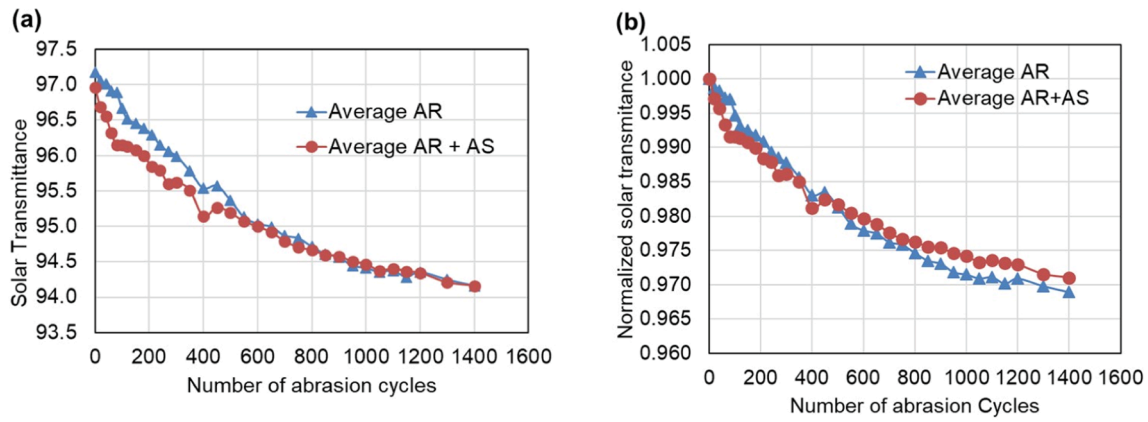 (a)
97.5
97.0
96.5
96.0
95.5
95.0
94.5
94.0
93.5
Solar Transmittance
Average AR
Average AR + AS
0 200 400 600 800 1000 1200 1400 1600
Number of abrasion cycles
(b)
1.005
1.000
0.995
0.990
0.985
0.980
0.975
0.970
0.965
0.960
Normalized solar transmitance
Average AR
Average AR+AS
0 200 400 600 800 1000 1200 1400 1600
Number of abrasion Cycles